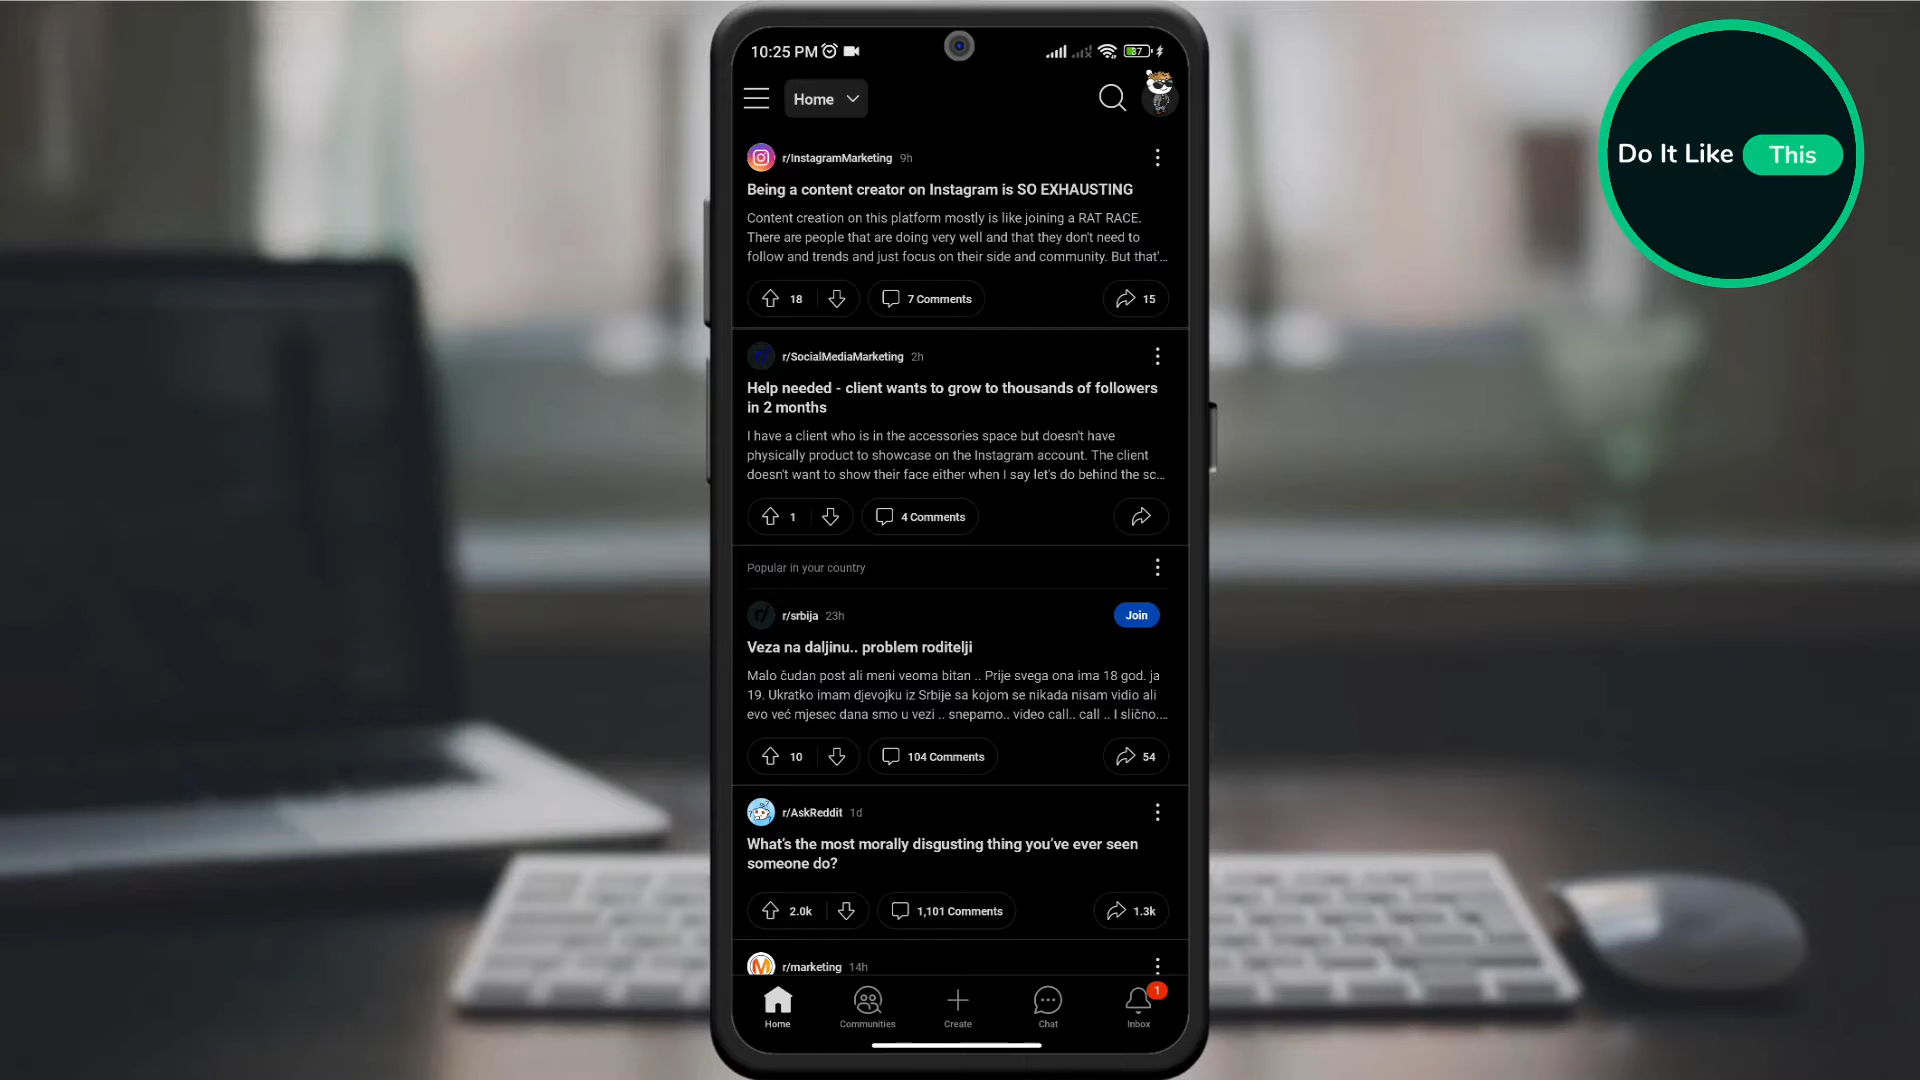 10:25 PM
37
Home
Do It Like This
r/InstagramMarketing 9h
Being a content creator on Instagram is SO EXHAUSTING
Content creation on this platform mostly is like joining a RAT RACE.
There are people that are doing very well and that they don't need to
follow and trends and just focus on their side and community. But that'...
18
7 Comments
15
r/SocialMediaMarketing 2h
Help needed - client wants to grow to thousands of followers
in 2 months
I have a client who is in the accessories space but doesn't have
physically product to showcase on the Instagram account. The client
doesn't want to show their face either when I say let's do behind the sc...
1
4 Comments
Popular in your country
r/
r/srbija 23h
Join
Veza na daljinu.. problem roditelji
Malo čudan post ali meni veoma bitan .. Prije svega ona ima 18 god. ja
19. Ukratko imam djevojku iz Srbije sa kojom se nikada nisam vidio ali
evo već mjesec dana smo u vezi .. snepamo.. video call.. call .. I slično....
10
104 Comments
54
r/AskReddit 1d
What's the most morally disgusting thing you've ever seen
someone do?
2.0k
1,101 Comments
1.3k
r/marketing 14h
1
Home
Communities
Create
Chat
Inbox